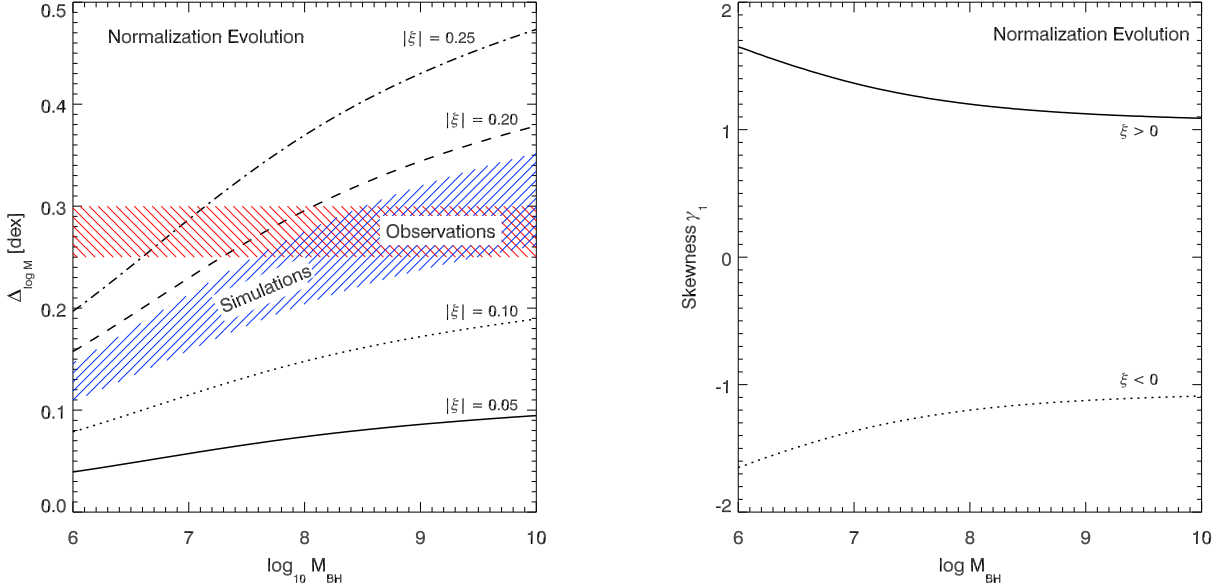 0.5
Normalization Evolution
|ξ| = 0.25
0.4
|ξ| = 0.20
0.3
Observations
Simulations
0.2
|ξ| = 0.10
0.1
|ξ| = 0.05
0.0
Δlog M [dex]
6 7 8 9 10
log10 MBH
2
Normalization Evolution
1
ξ > 0
0
Skewness γ1
-1
ξ < 0
-2
6 7 8 9 10
log MBH